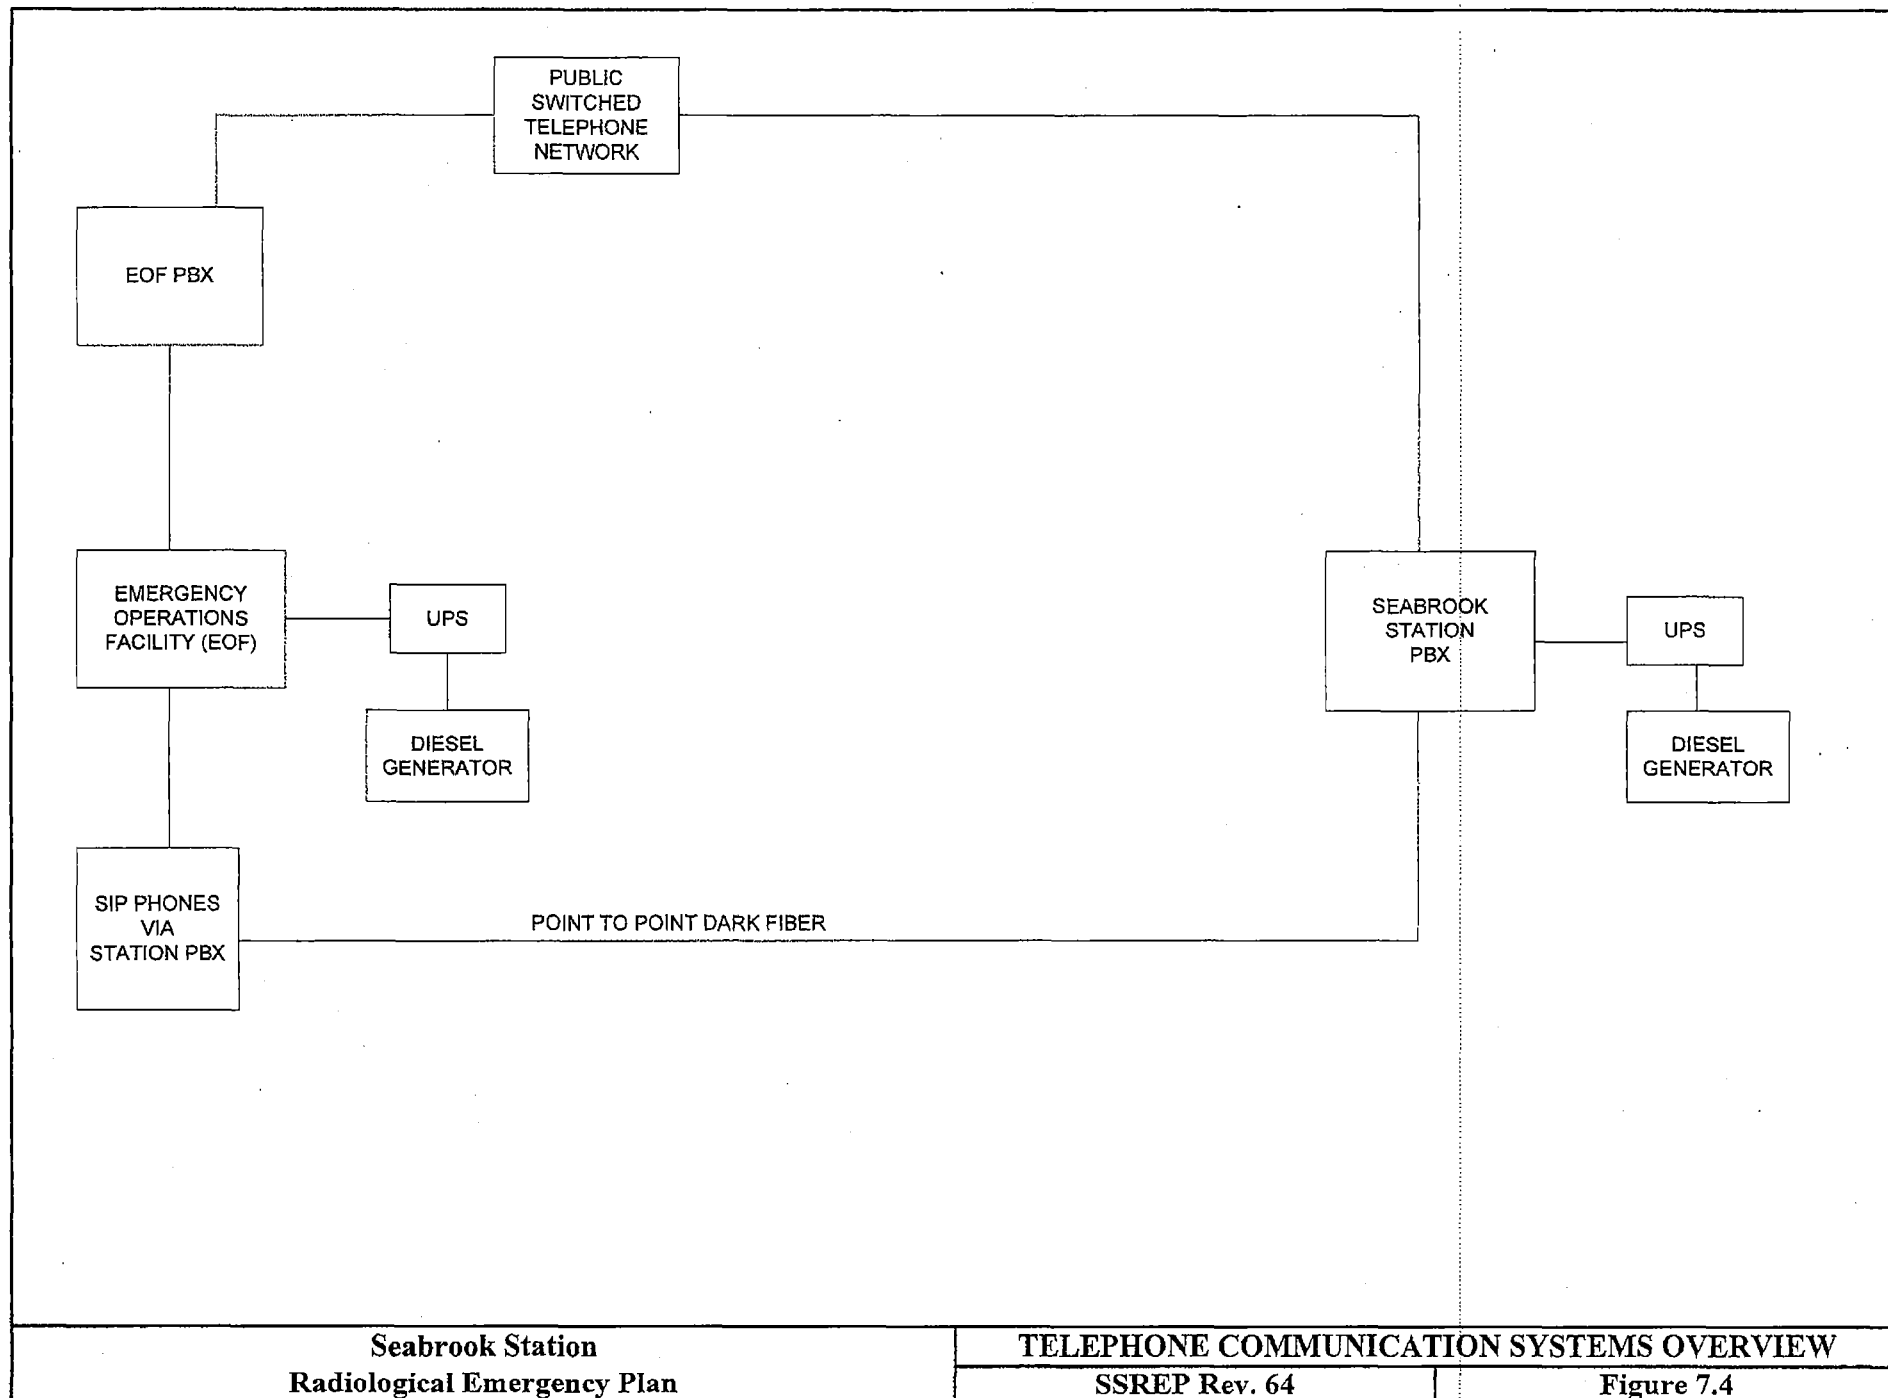 PUBLIC
SWITCHED
TELEPHONE
NETWORK
EOF PBX
EMERGENCY
OPERATIONS
FACILITY (EOF)
UPS
DIESEL
GENERATOR
SEABROOK
STATION
PBX
UPS
DIESEL
GENERATOR
SIP PHONES
VIA
STATION PBX
POINT TO POINT DARK FIBER
Seabrook Station
Radiological Emergency Plan
TELEPHONE COMMUNICATION SYSTEMS OVERVIEW
SSREP Rev. 64
Figure 7.4